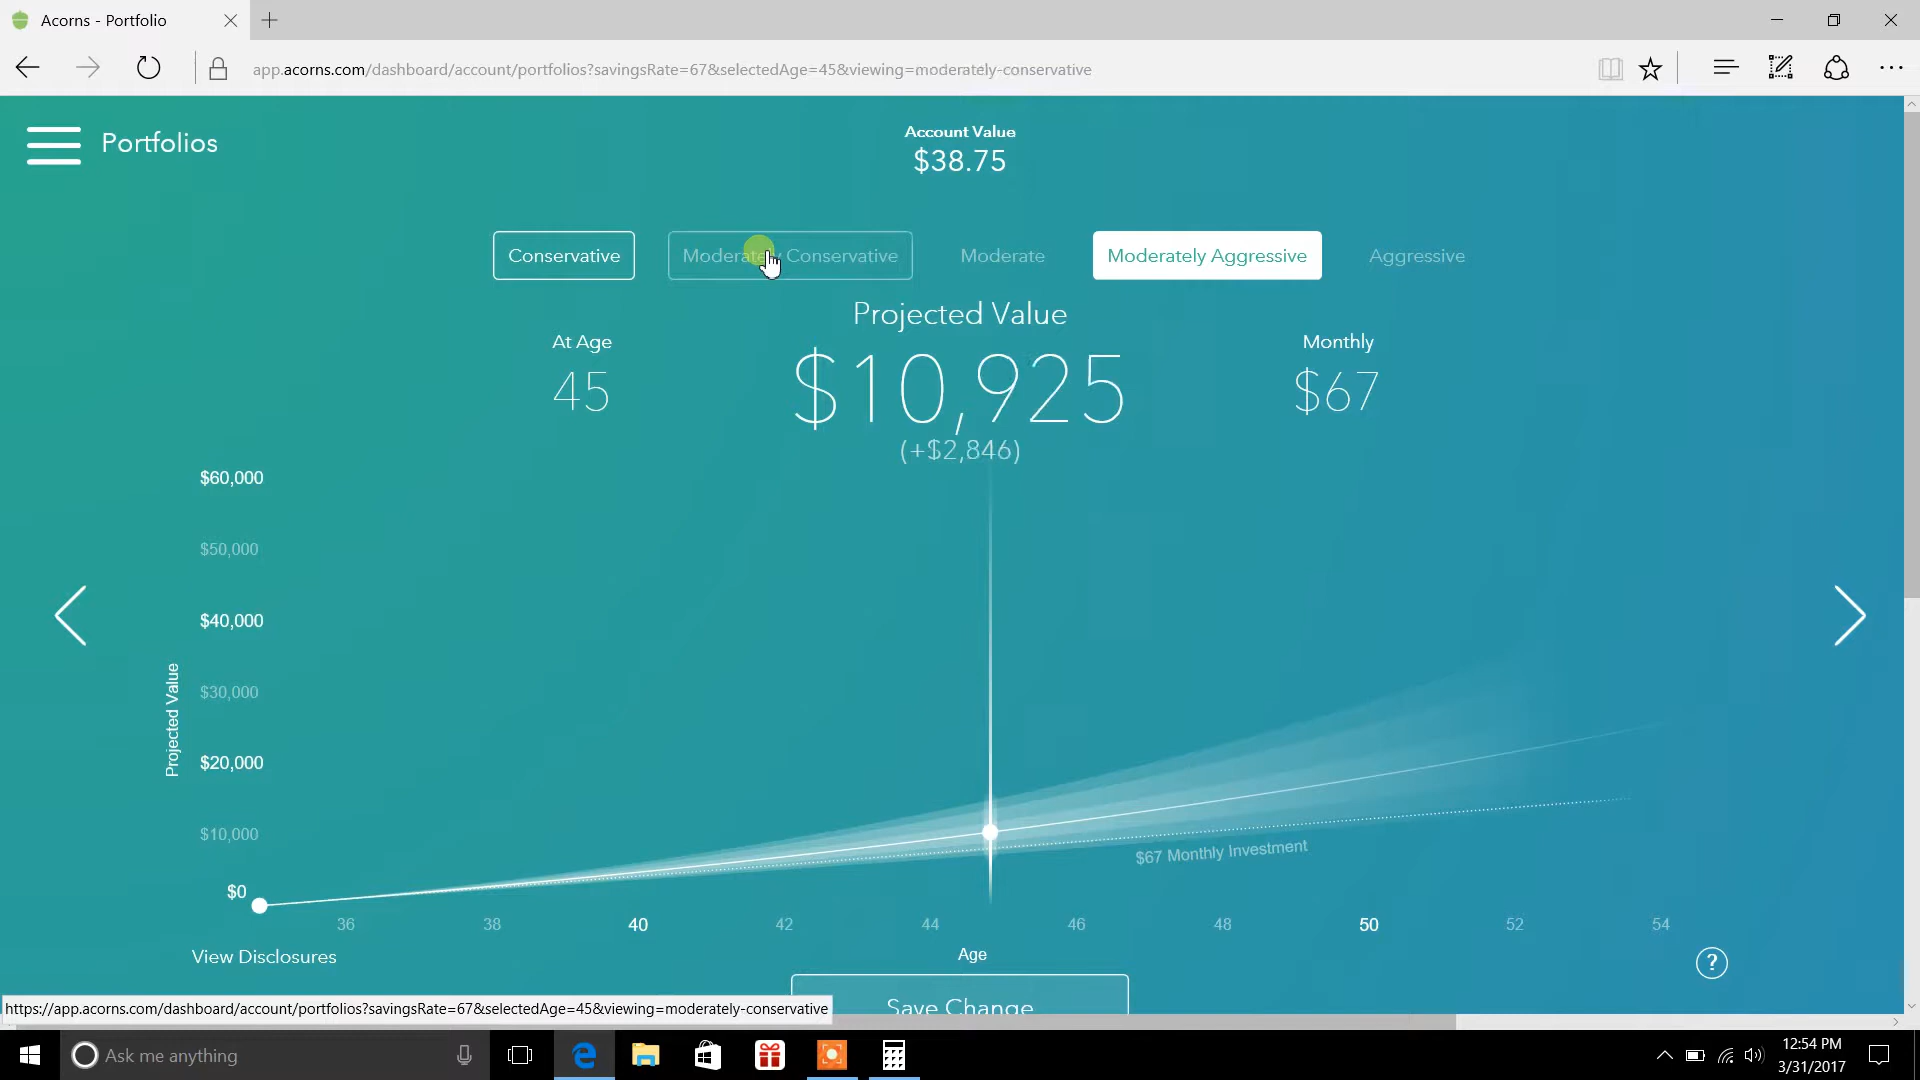 Acorns - Portfolio
app.acorns.com/dashboard/account/portfolios?savingsRate=67&selectedAge=45&viewing=moderately-conservative
Portfolios
Account Value
$38.75
Conservative
Moderately Conservative
Moderate
Moderately Aggressive
Aggressive
Projected Value
At Age
45
$10,925
(+$2,846)
Monthly
$67
$60,000
$50,000
$40,000
$30,000
$20,000
$10,000
$0
Projected Value
$67 Monthly Investment
36 38 40 42 44 46 48 50 52 54
Age
View Disclosures
?
Save Change
https://app.acorns.com/dashboard/account/portfolios?savingsRate=67&selectedAge=45&viewing=moderately-conservative
Ask me anything
12:54 PM
3/31/2017